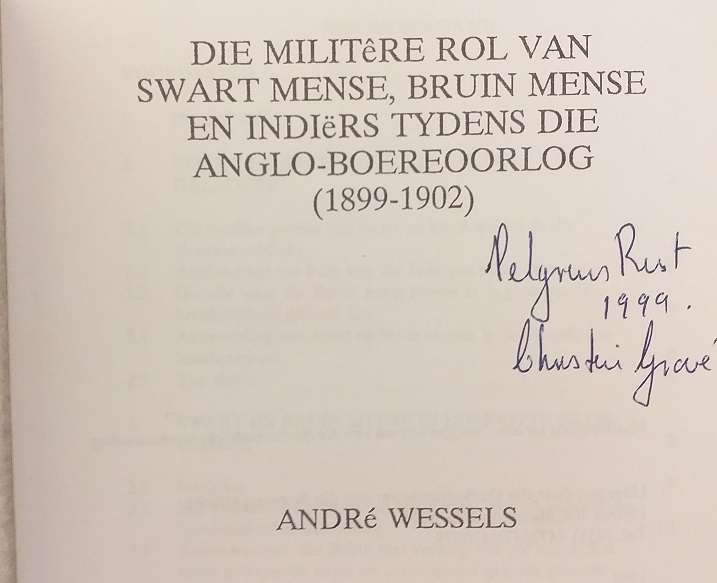 DIE MILITêRE ROL VAN
SWART MENSE, BRUIN MENSE
EN INDIëRS TYDENS DIE
ANGLO-BOEREOORLOG
(1899-1902)
Pelgrims Rust
1999.
ANDRé WESSELS